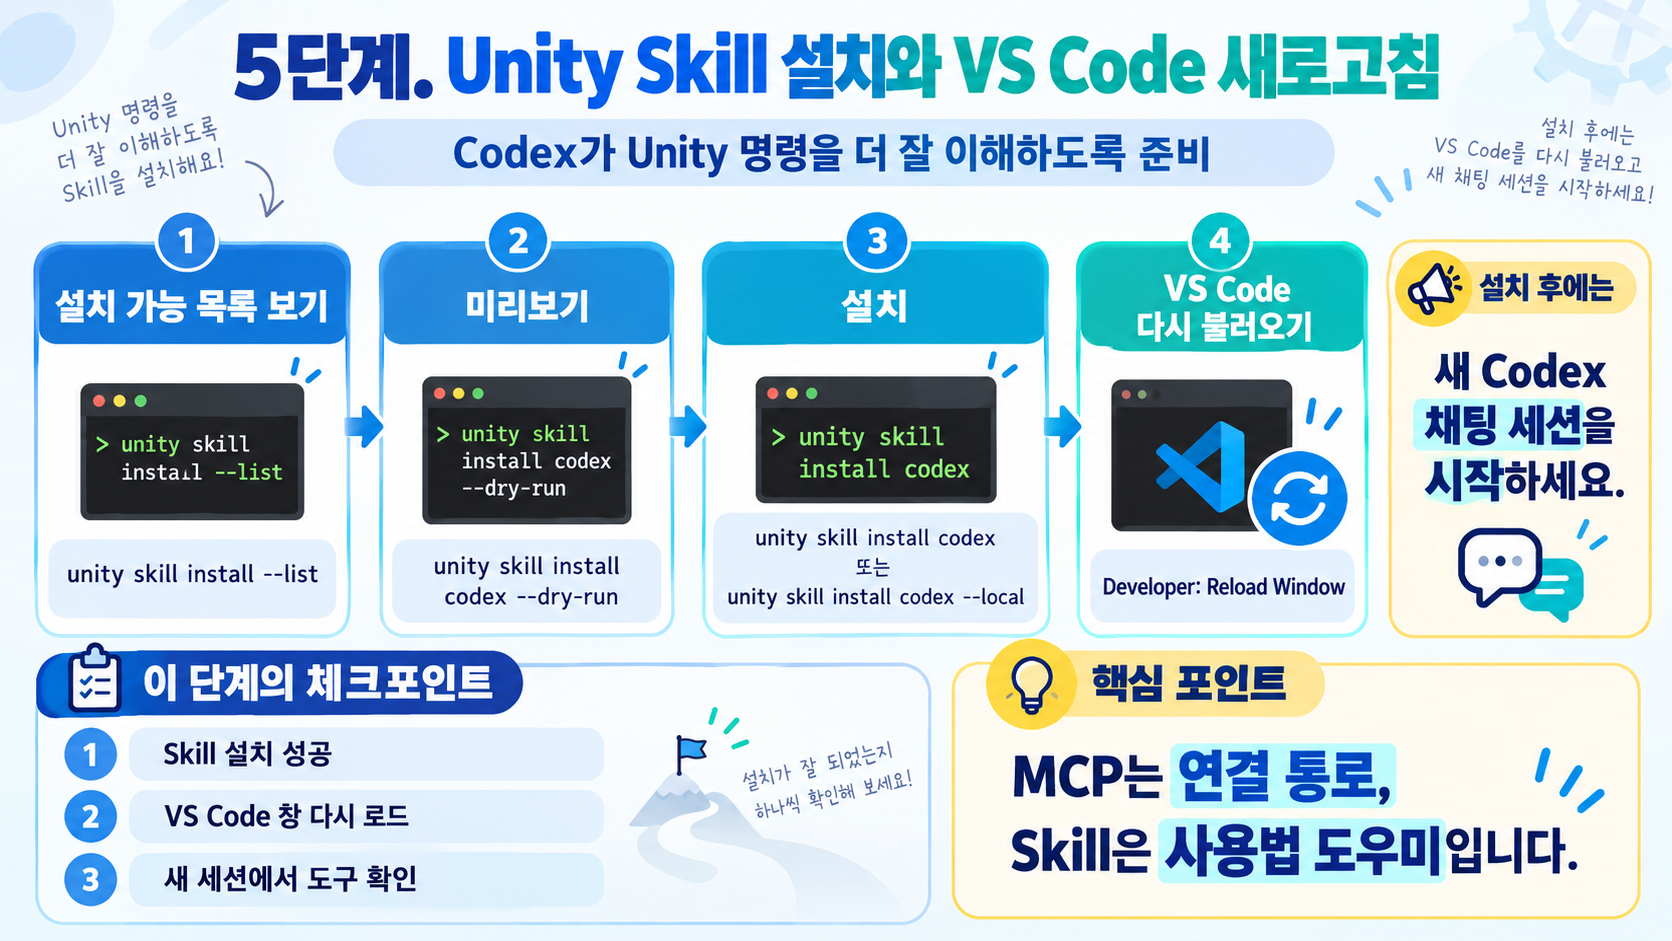 5단계. Unity Skill 설치와 VS Code 새로고침
Codex가 Unity 명령을 더 잘 이해하도록 준비
Unity 명령을
더 잘 이해하도록
Skill을 설치해요!
설치 후에는
VS Code를 다시 불러오고
새 채팅 세션을 시작하세요!
1
설치 가능 목록 보기
> unity skill
install --list
unity skill install --list
2
미리보기
> unity skill
install codex
--dry-run
unity skill install
codex --dry-run
3
설치
> unity skill
install codex
unity skill install codex
또는
unity skill install codex --local
4
VS Code
다시 불러오기
Developer: Reload Window
설치 후에는
새 Codex
채팅 세션을
시작하세요.
이 단계의 체크포인트
1 Skill 설치 성공
2 VS Code 창 다시 로드
3 새 세션에서 도구 확인
설치가 잘 되었는지
하나씩 확인해 보세요!
핵심 포인트
MCP는 연결 통로,
Skill은 사용법 도우미입니다.